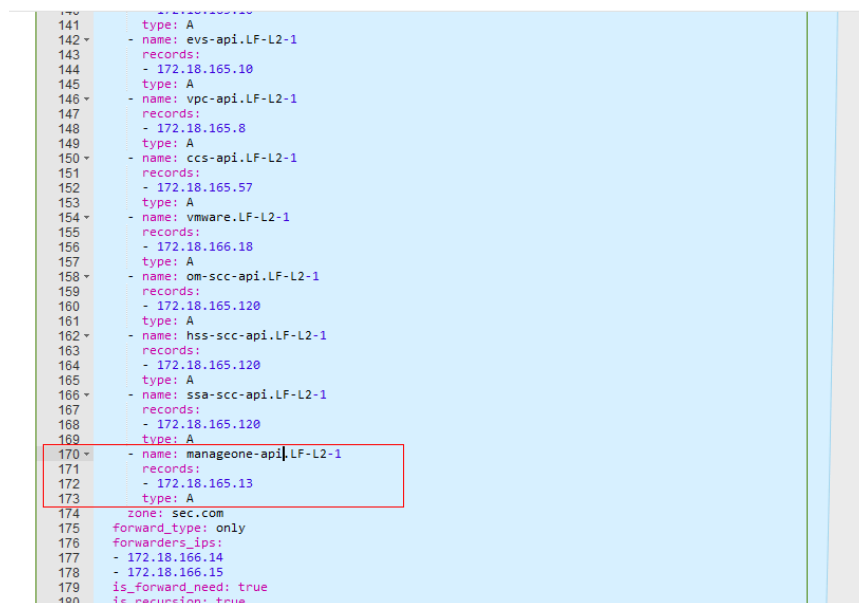 141 type: A
142 - name: evs-api.LF-L2-1
143 records:
144 - 172.18.165.10
145 type: A
146 - name: vpc-api.LF-L2-1
147 records:
148 - 172.18.165.8
149 type: A
150 - name: ccs-api.LF-L2-1
151 records:
152 - 172.18.165.57
153 type: A
154 - name: vmware.LF-L2-1
155 records:
156 - 172.18.166.18
157 type: A
158 - name: om-scc-api.LF-L2-1
159 records:
160 - 172.18.165.120
161 type: A
162 - name: hss-scc-api.LF-L2-1
163 records:
164 - 172.18.165.120
165 type: A
166 - name: ssa-scc-api.LF-L2-1
167 records:
168 - 172.18.165.120
169 type: A
170 - name: manageone-api.LF-L2-1
171 records:
172 - 172.18.165.13
173 type: A
174 zone: sec.com
175 forward_type: only
176 forwarders_ips:
177 - 172.18.166.14
178 - 172.18.166.15
179 is_forward_need: true
180 is_recursion: true